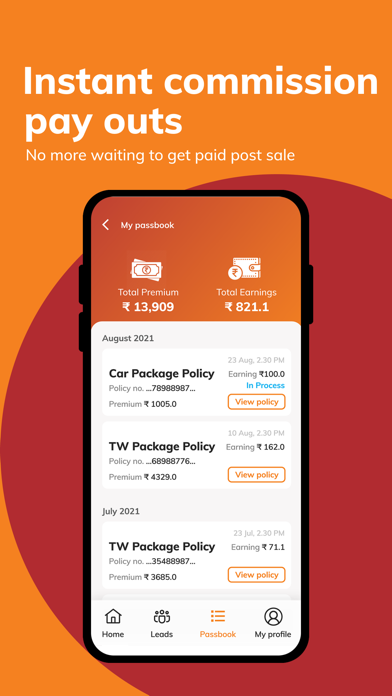 Instant commission
pay outs
No more waiting to get paid post sale
My passbook
Total Premium
₹ 13,909
Total Earnings
₹ 821.1
August 2021
23 Aug, 2.30 PM
Car Package Policy
Earning ₹100.0
Policy no. ...78988987...
In Process
Premium ₹ 1005.0
View policy
10 Aug, 2.30 PM
TW Package Policy
Earning ₹ 162.0
Policy no. ...68988776...
Premium ₹ 4329.0
View policy
July 2021
23 Jul, 2.30 PM
TW Package Policy
Earning ₹ 71.1
Policy no. ...35488987...
Premium ₹ 3685.0
View policy
Home
Leads
Passbook
My profile